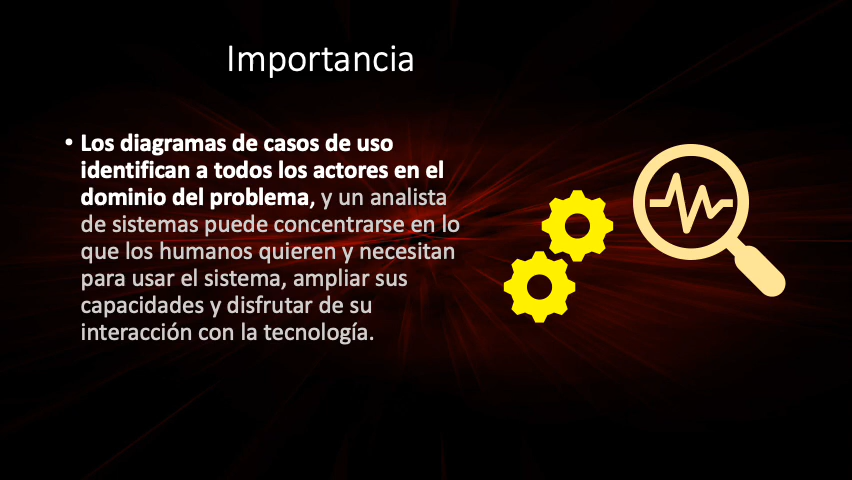 Importancia
• Los diagramas de casos de uso
identifican a todos los actores en el
dominio del problema, y un analista
de sistemas puede concentrarse en lo
que los humanos quieren y necesitan
para usar el sistema, ampliar sus
capacidades y disfrutar de su
interacción con la tecnología.